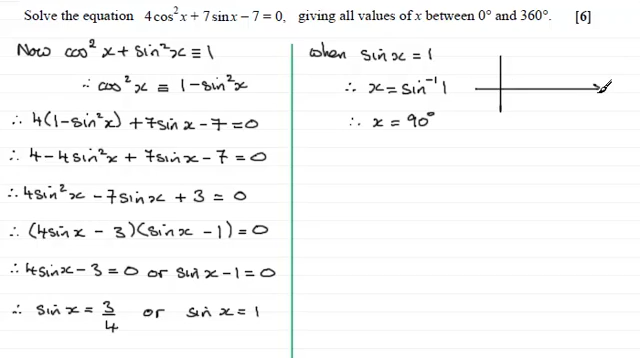 Solve the equation 4cos²x + 7sinx – 7 = 0, giving all values of x between 0° and 360°. [6]
Now cos²x + sin²x ≡ 1
∴ cos²x ≡ 1 – sin²x
∴ 4(1 – sin²x) + 7sinx – 7 = 0
∴ 4 – 4sin²x + 7sinx – 7 = 0
∴ 4sin²x – 7sinx + 3 = 0
∴ (4sinx – 3)(sinx – 1) = 0
∴ 4sinx – 3 = 0 or sinx – 1 = 0
∴ sinx = 3/4 or sinx = 1
When sinx = 1
∴ x = sin⁻¹1
∴ x = 90°